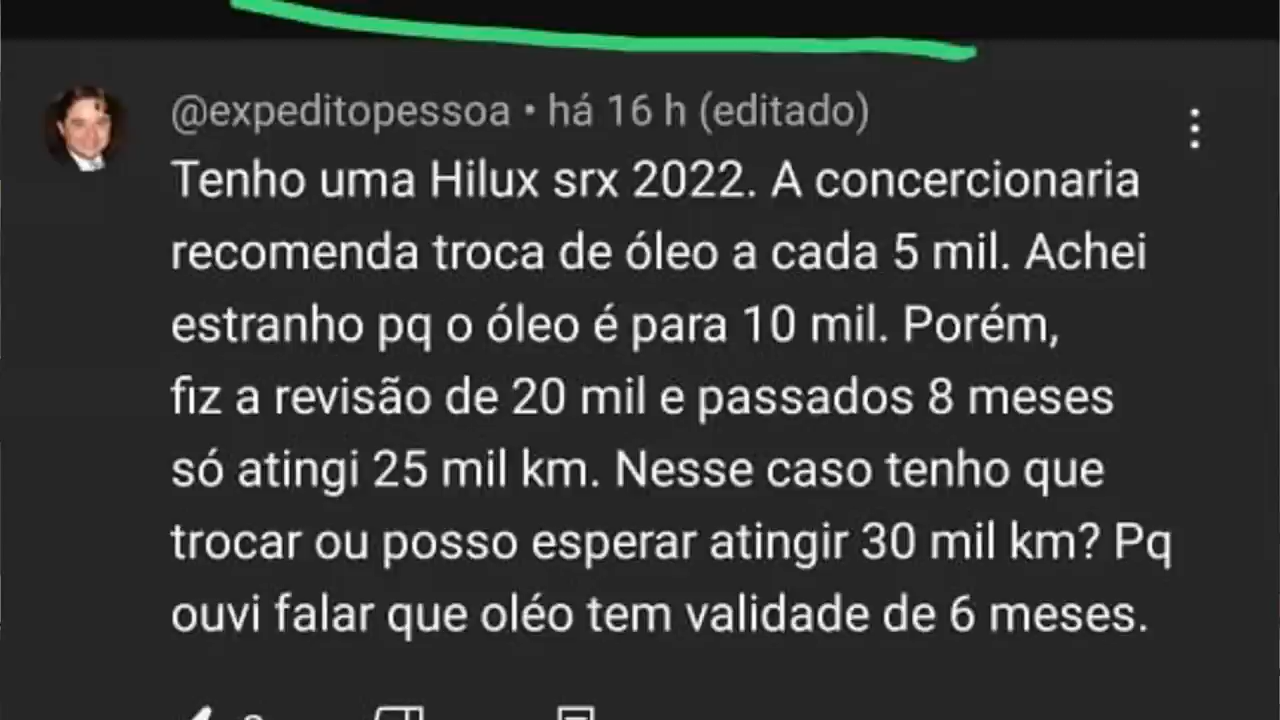 @expeditopessoa • há 16 h (editado)
Tenho uma Hilux srx 2022. A concercionaria
recomenda troca de óleo a cada 5 mil. Achei
estranho pq o óleo é para 10 mil. Porém,
fiz a revisão de 20 mil e passados 8 meses
só atingi 25 mil km. Nesse caso tenho que
trocar ou posso esperar atingir 30 mil km? Pq
ouvi falar que oléo tem validade de 6 meses.